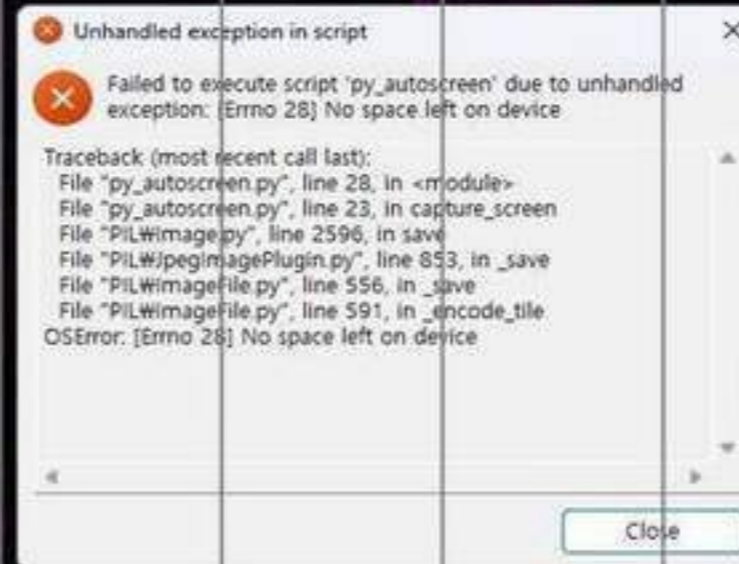 Unhandled exception in script
Failed to execute script 'py_autoscreen' due to unhandled
exception: [Errno 28] No space left on device
Traceback (most recent call last):
File "py_autoscreen.py", line 28, in <module>
File "py_autoscreen.py", line 23, in capture_screen
File "PIL₩Image.py", line 2596, in save
File "PIL₩JpegImagePlugin.py", line 853, in _save
File "PIL₩ImageFile.py", line 556, in _save
File "PIL₩ImageFile.py", line 591, in _encode_tile
OSError: [Errno 28] No space left on device
Close